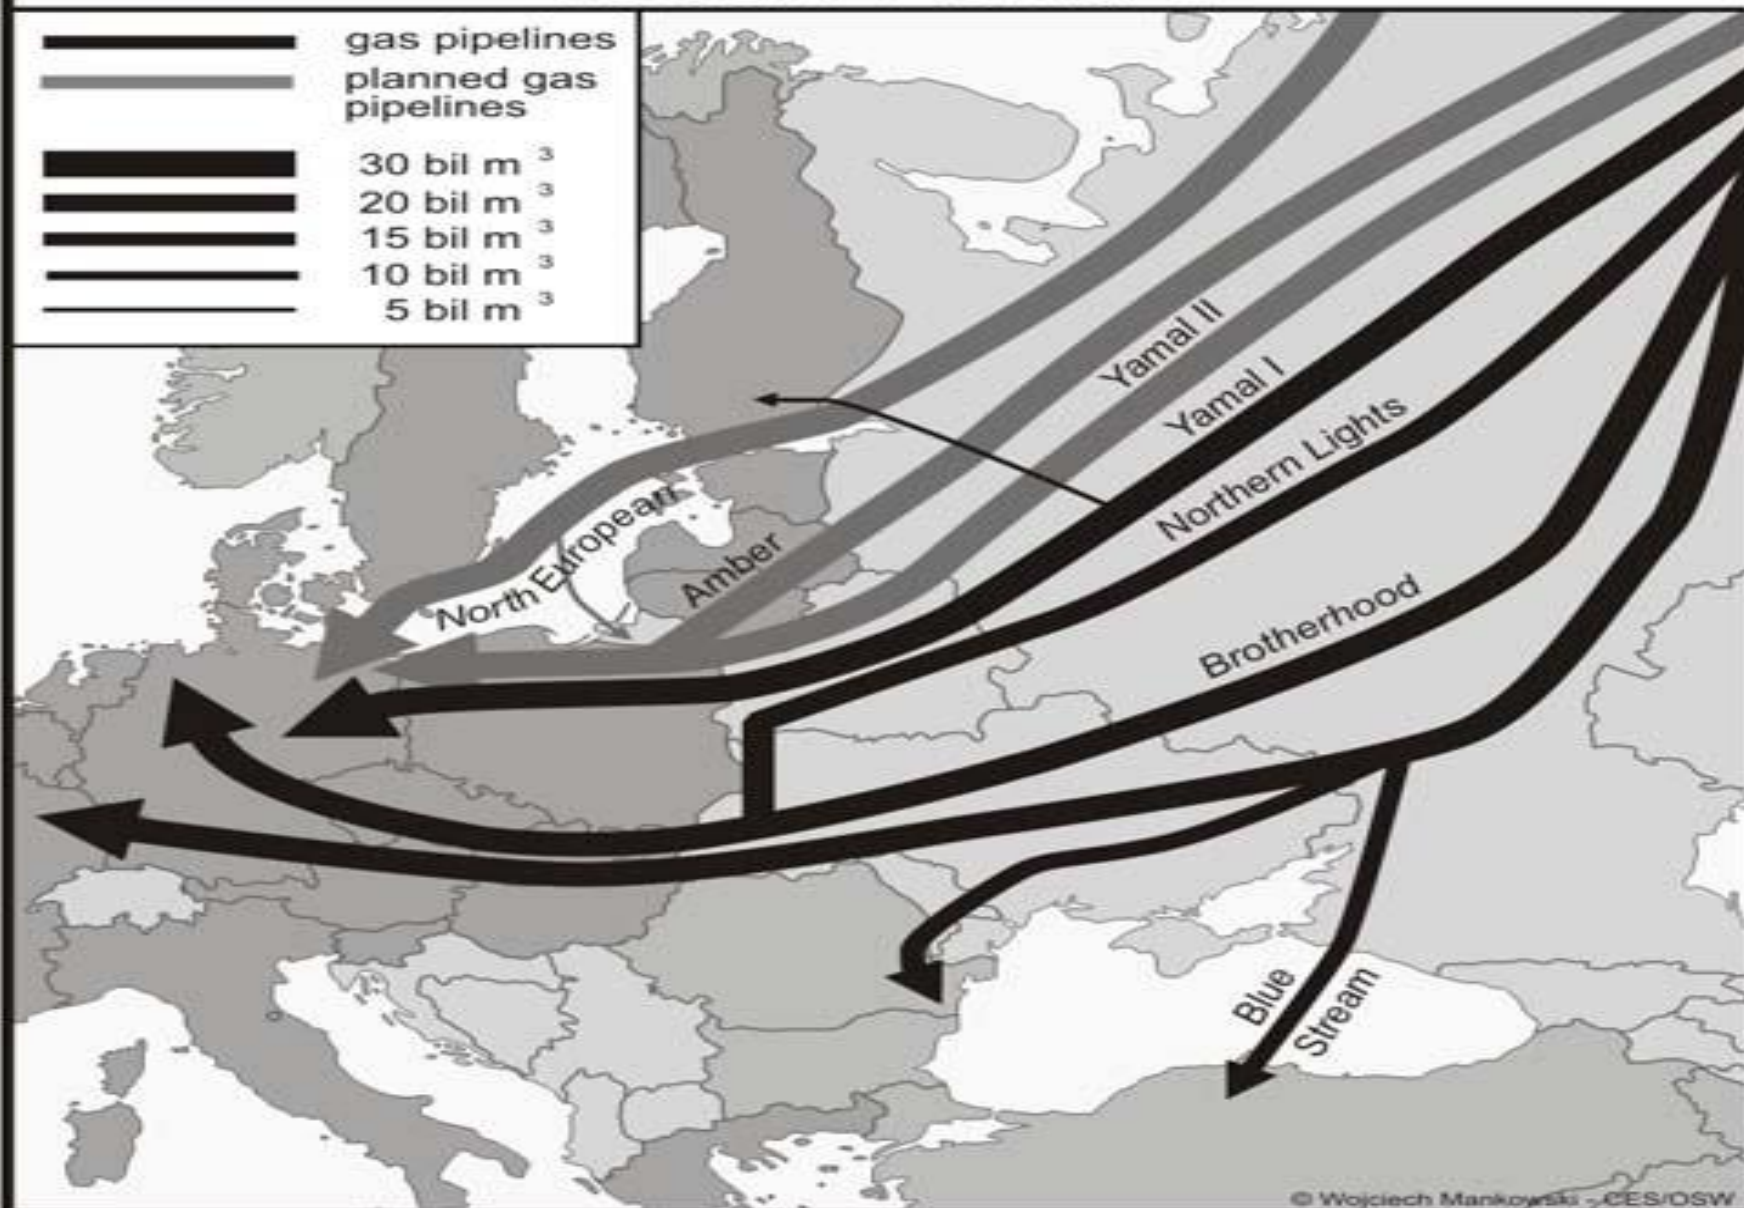 gas pipelines
planned gas
pipelines
30 bil m 3
20 bil m 3
15 bil m 3
10 bil m 3
5 bil m 3
Yamal II
Yamal I
Northern Lights
North European
Amber
Brotherhood
Blue
Stream
© Wojciech Mankowski - CES/OSW